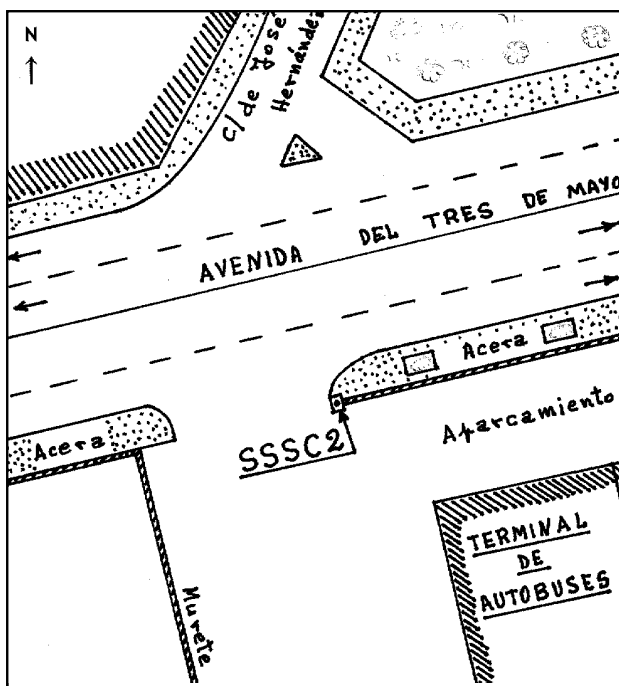 N
C/de José
Hernández
AVENIDA DEL TRES DE MAYO
Acera
Aparcamiento
Acera
SSSC2
TERMINAL
DE
AUTOBUSES
Murete